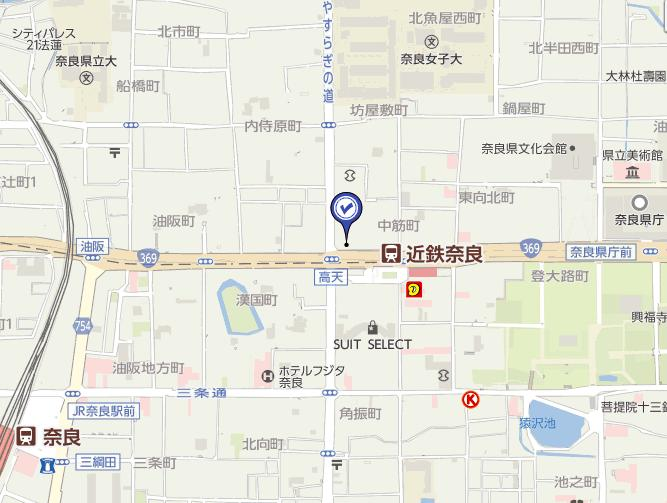 シティパレス
21法蓮
北市町
や
す
ら
ぎ
の
道
北魚屋西町
奈良女子大
北半田西町
奈良県立大
船橋町
大林杜壽園
坊屋敷町
鍋屋町
内侍原町
油
奈良県文化会館
県立美術館
辻町1
東向北町
油阪町
中筋町
奈良県庁
油阪
369
近鉄奈良
369
奈良県庁前
高天
登大路町
漢国町
町1
754
興福寺
SUIT SELECT
油阪地方町
ホテルフジタ
奈良
三条通
JR奈良駅前
K
角振町
猿沢池
菩提院十三鐘
奈良
北向町
三綱田
三条町
池之町